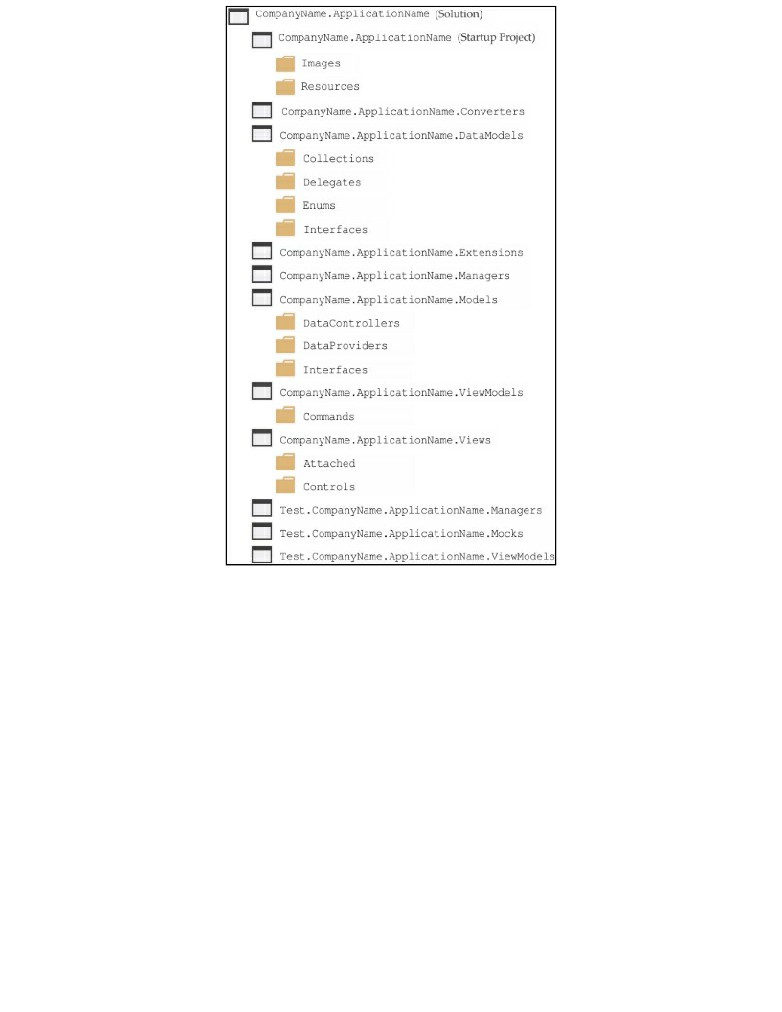 CompanyName.ApplicationName (Solution)
CompanyName.ApplicationName (Startup Project)
Images
Resources
CompanyName.ApplicationName.Converters
CompanyName.ApplicationName.DataModels
Collections
Delegates
Enums
Interfaces
CompanyName.ApplicationName.Extensions
CompanyName.ApplicationName.Managers
CompanyName.ApplicationName.Models
DataControllers
DataProviders
Interfaces
CompanyName.ApplicationName.ViewModels
Commands
CompanyName.ApplicationName.Views
Attached
Controls
Test.CompanyName.ApplicationName.Managers
Test.CompanyName.ApplicationName.Mocks
Test.CompanyName.ApplicationName.ViewModels